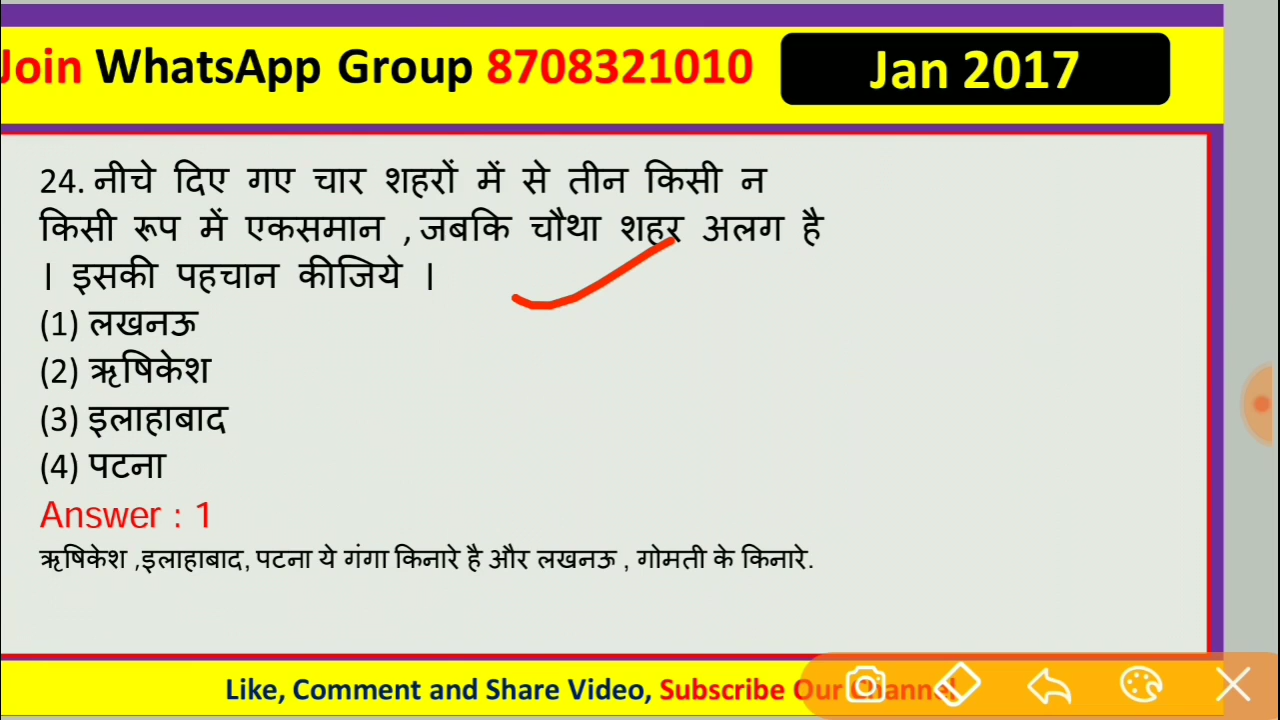 Join WhatsApp Group 8708321010
Jan 2017
24. नीचे दिए गए चार शहरों में से तीन किसी न
किसी रूप में एकसमान , जबकि चौथा शहर अलग है
। इसकी पहचान कीजिये ।
(1) लखनऊ
(2) ऋषिकेश
(3) इलाहाबाद
(4) पटना
Answer : 1
ऋषिकेश ,इलाहाबाद, पटना ये गंगा किनारे है और लखनऊ , गोमती के किनारे.
Like, Comment and Share Video, Subscribe Our Channel